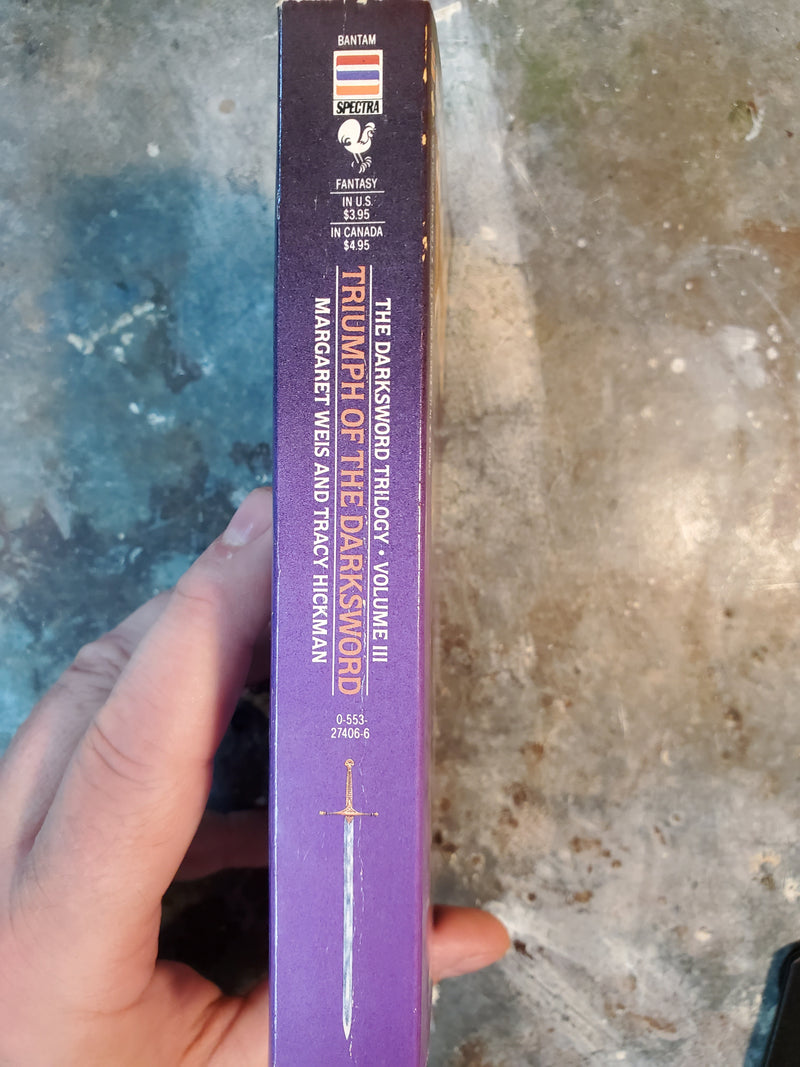 BANTAM
SPECTRA
FANTASY
IN U.S.
$3.95
IN CANADA
$4.95
THE DARKSWORD TRILOGY • VOLUME III
TRIUMPH OF THE DARKSWORD
MARGARET WEIS AND TRACY HICKMAN
0-553-
27406-6